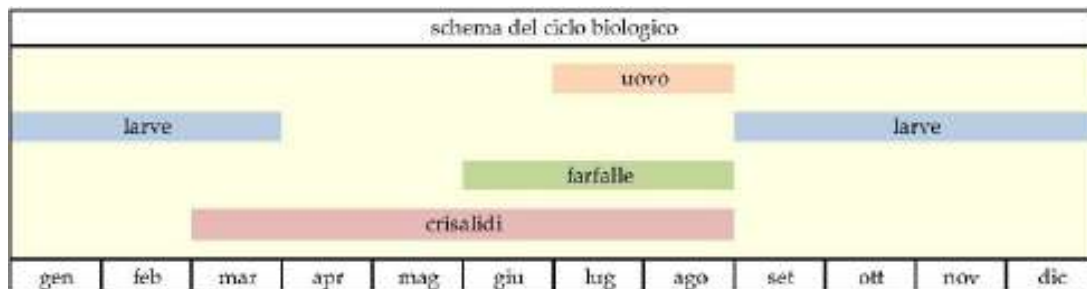 schema del ciclo biologico
uovo
larve larve
farfalle
crisalidi
gen feb mar apr mag giu lug ago set ott nov dic